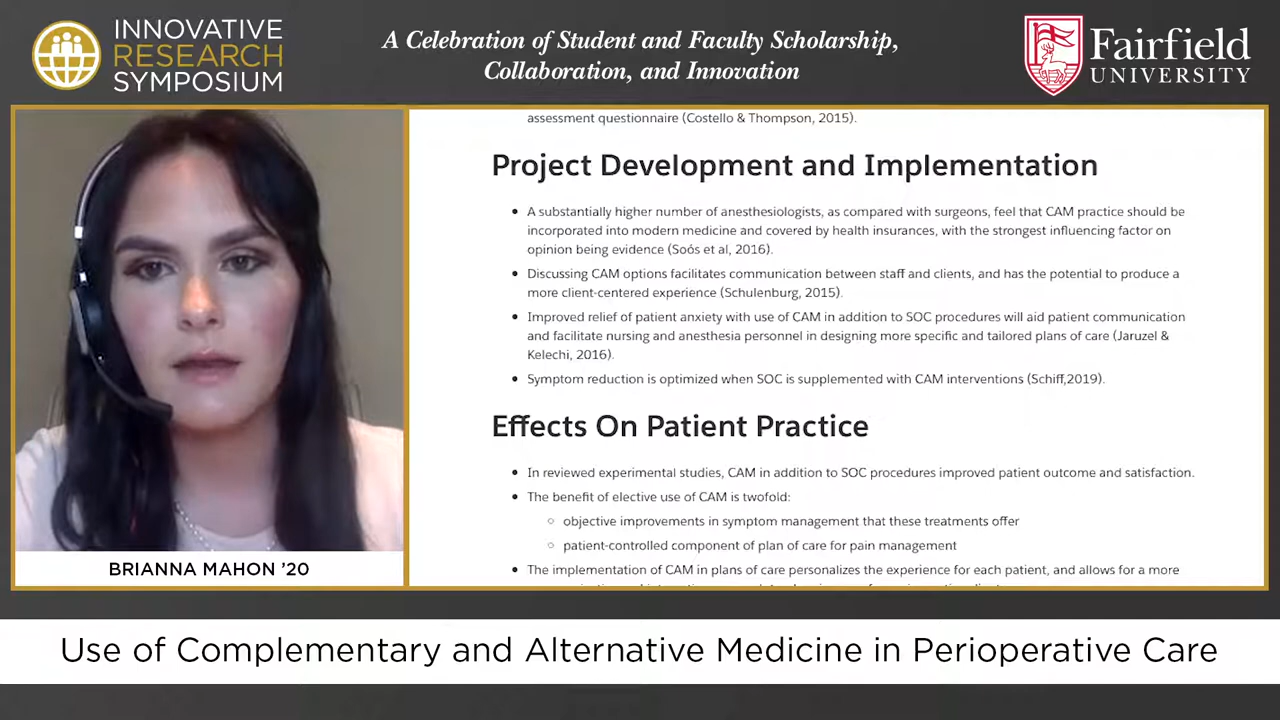 INNOVATIVE
RESEARCH
SYMPOSIUM
A Celebration of Student and Faculty Scholarship,
Collaboration, and Innovation
Fairfield
UNIVERSITY
assessment questionnaire (Costello & Thompson, 2015).
Project Development and Implementation
• A substantially higher number of anesthesiologists, as compared with surgeons, feel that CAM practice should be
incorporated into modern medicine and covered by health insurances, with the strongest influencing factor on
opinion being evidence (Soós et al, 2016).
• Discussing CAM options facilitates communication between staff and clients, and has the potential to produce a
more client-centered experience (Schulenburg, 2015).
• Improved relief of patient anxiety with use of CAM in addition to SOC procedures will aid patient communication
and facilitate nursing and anesthesia personnel in designing more specific and tailored plans of care (Jaruzel &
Kelechi, 2016).
• Symptom reduction is optimized when SOC is supplemented with CAM interventions (Schiff,2019).
Effects On Patient Practice
• In reviewed experimental studies, CAM in addition to SOC procedures improved patient outcome and satisfaction.
• The benefit of elective use of CAM is twofold:
○ objective improvements in symptom management that these treatments offer
○ patient-controlled component of plan of care for pain management
• The implementation of CAM in plans of care personalizes the experience for each patient, and allows for a more
BRIANNA MAHON ’20
Use of Complementary and Alternative Medicine in Perioperative Care